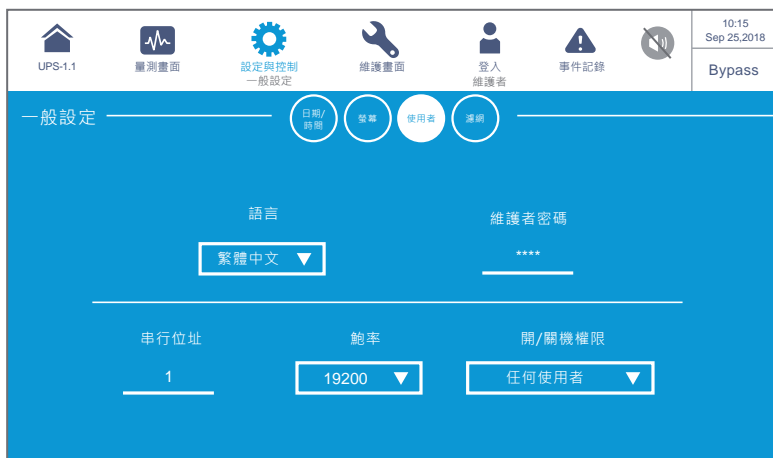 UPS-1.1
量測畫面
設定與控制
一般設定
維護畫面
登入
維護者
事件記錄
10:15
Sep 25,2018
Bypass
一般設定
日期/
時間
螢幕
使用者
濾網
語言
維護者密碼
繁體中文
****
串行位址
鮑率
開/關機權限
1
19200
任何使用者